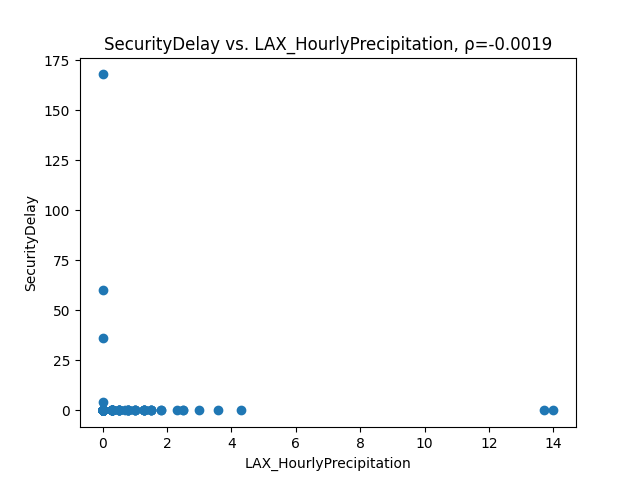 SecurityDelay vs. LAX_HourlyPrecipitation, ρ=-0.0019
175
150
125
100
75
50
25
0
SecurityDelay
0 2 4 6 8 10 12 14
LAX_HourlyPrecipitation